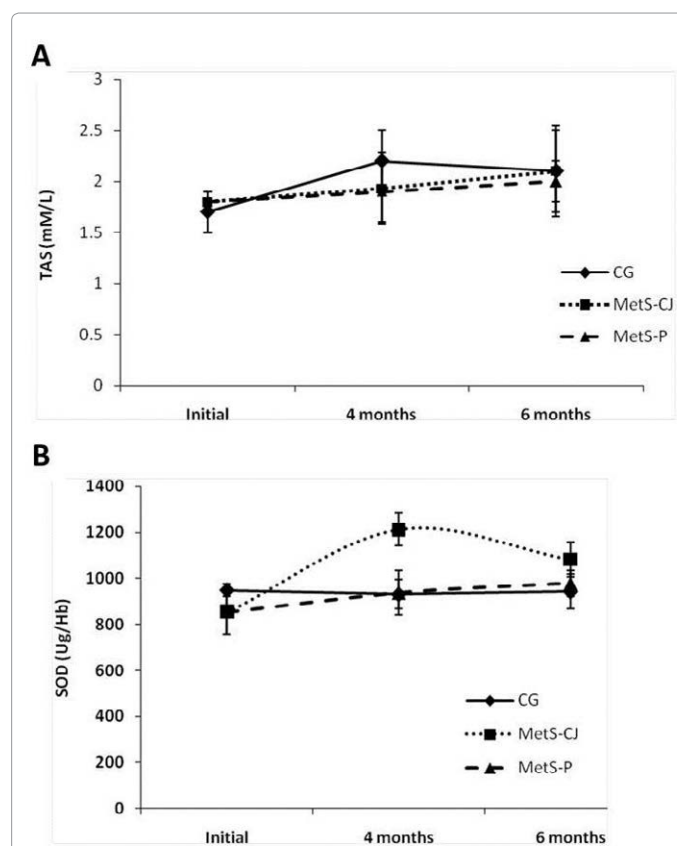 A
3
2.5
2
1.5
1
0.5
0
TAS (mM/L)
CG
MetS-CJ
MetS-P
Initial 4 months 6 months
B
1400
1200
1000
800
600
400
200
0
SOD (Ug/Hb)
CG
MetS-CJ
MetS-P
Initial 4 months 6 months